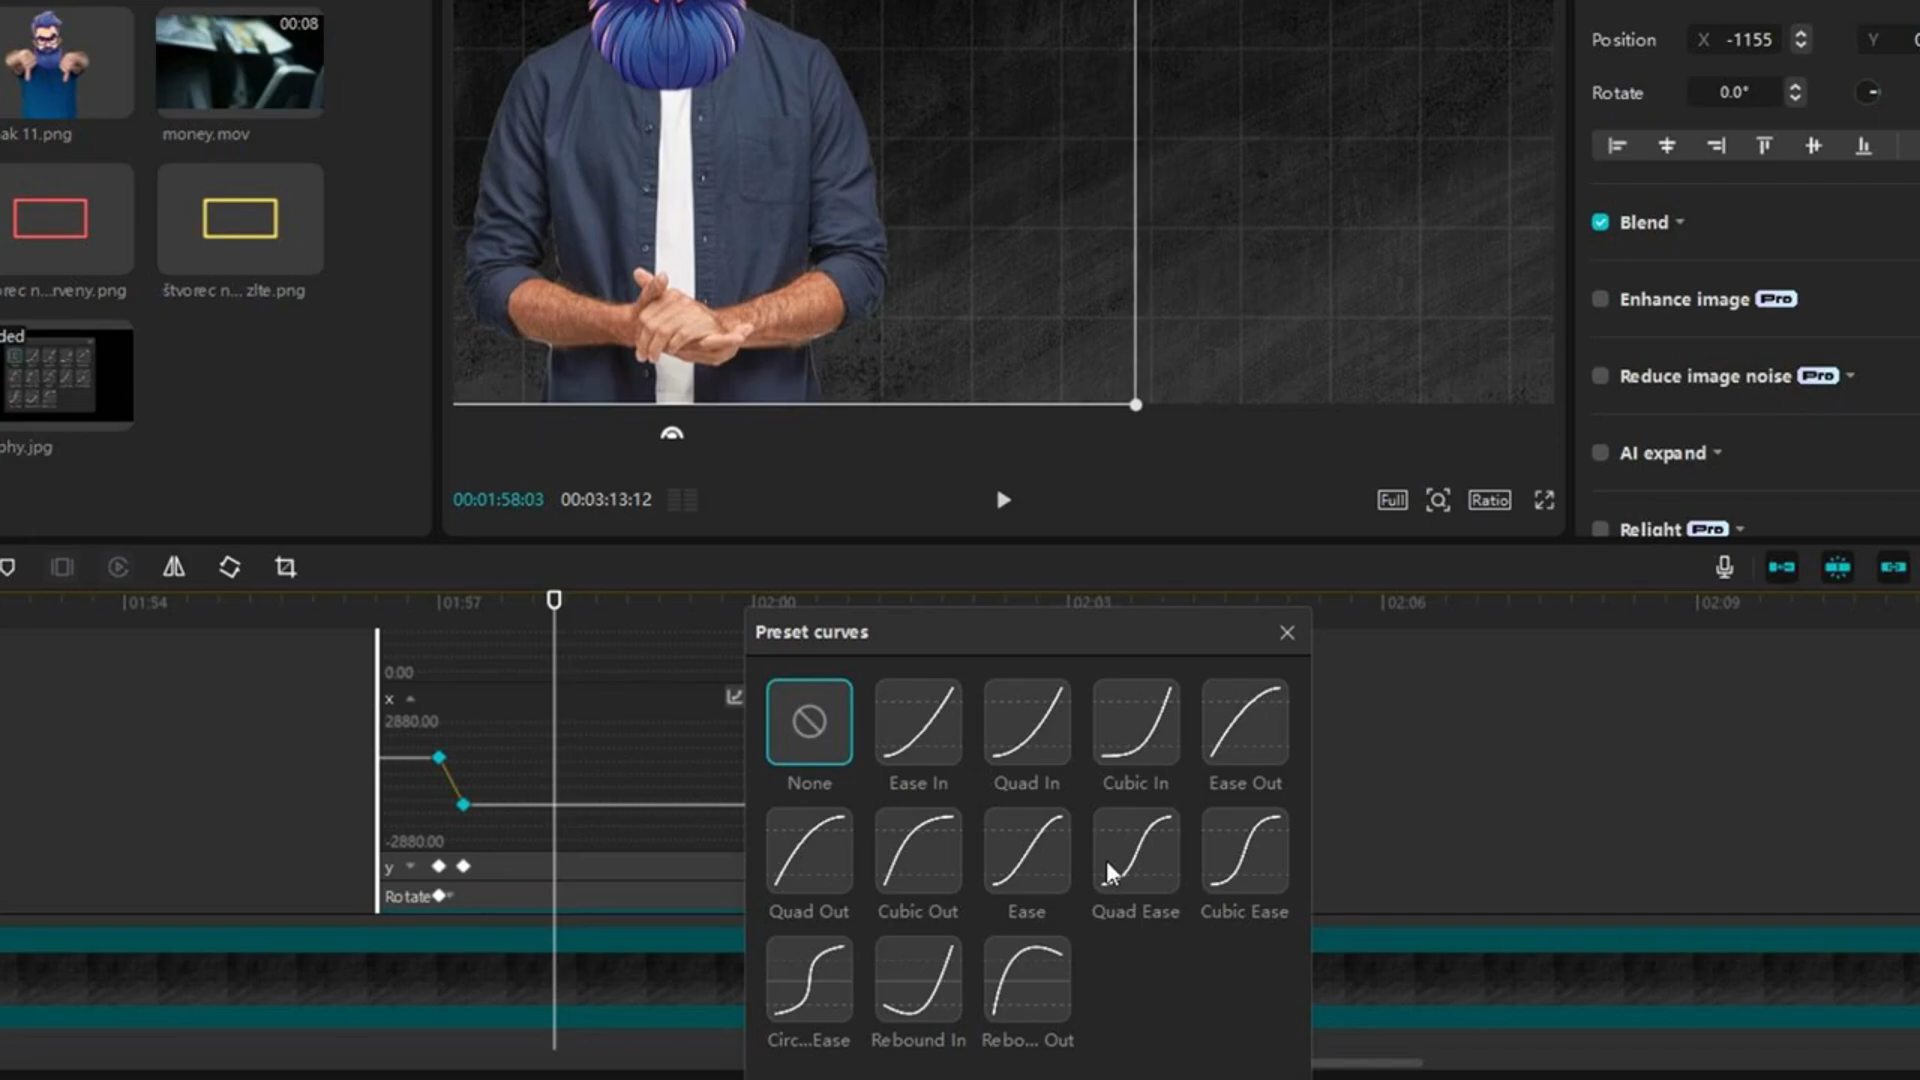 00:08
ak 11.png
money.mov
orec n...rveny.png
štvorec n... zlte.png
ded
phy.jpg
00:01:58:03
00:03:13:12
Full
Ratio
Position
X
-1155
Y
Rotate
0.0°
Blend
Enhance image Pro
Reduce image noise Pro
AI expand
Relight Pro
01:54
01:57
02:00
02:03
02:06
02:09
0.00
x
2880.00
-2880.00
y
Rotate
Preset curves
None
Ease In
Quad In
Cubic In
Ease Out
Quad Out
Cubic Out
Ease
Quad Ease
Cubic Ease
Circ...Ease
Rebound In
Rebo... Out